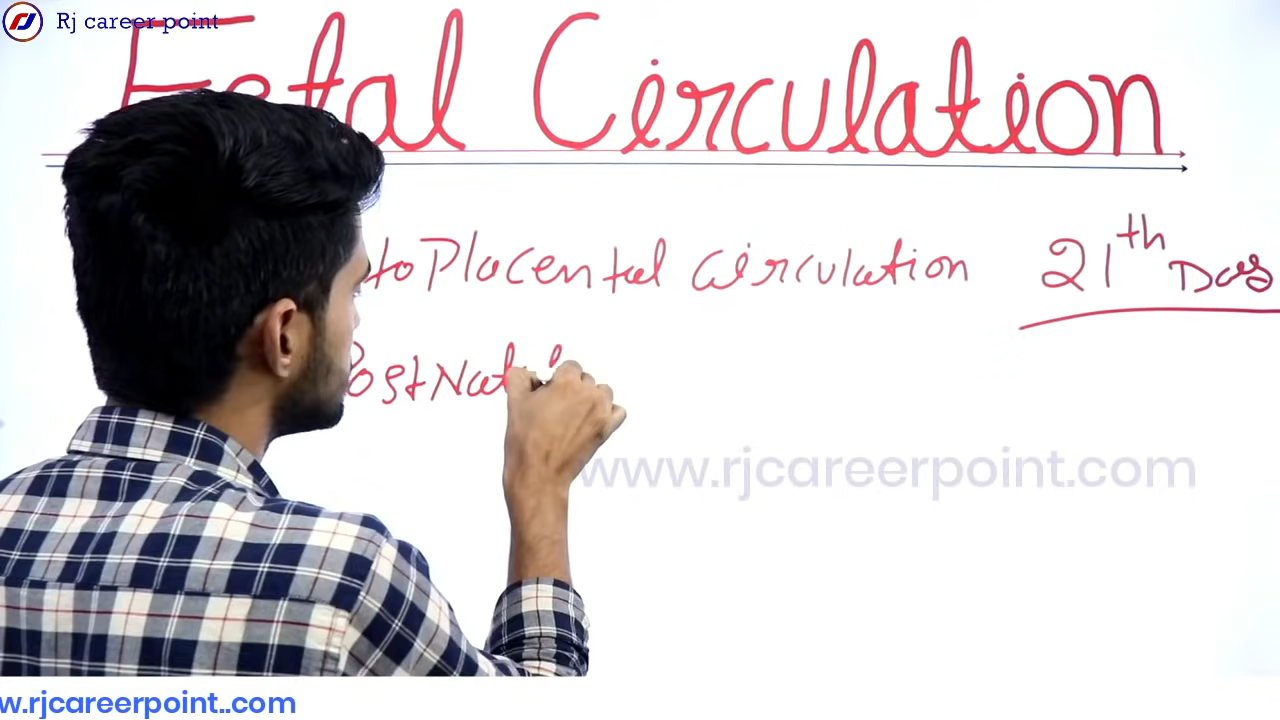 Rj career point
Fetal Circulation
toPlacental circulation 21th Day
PostNat
www.rjcareerpoint.com
w.rjcareerpoint..com